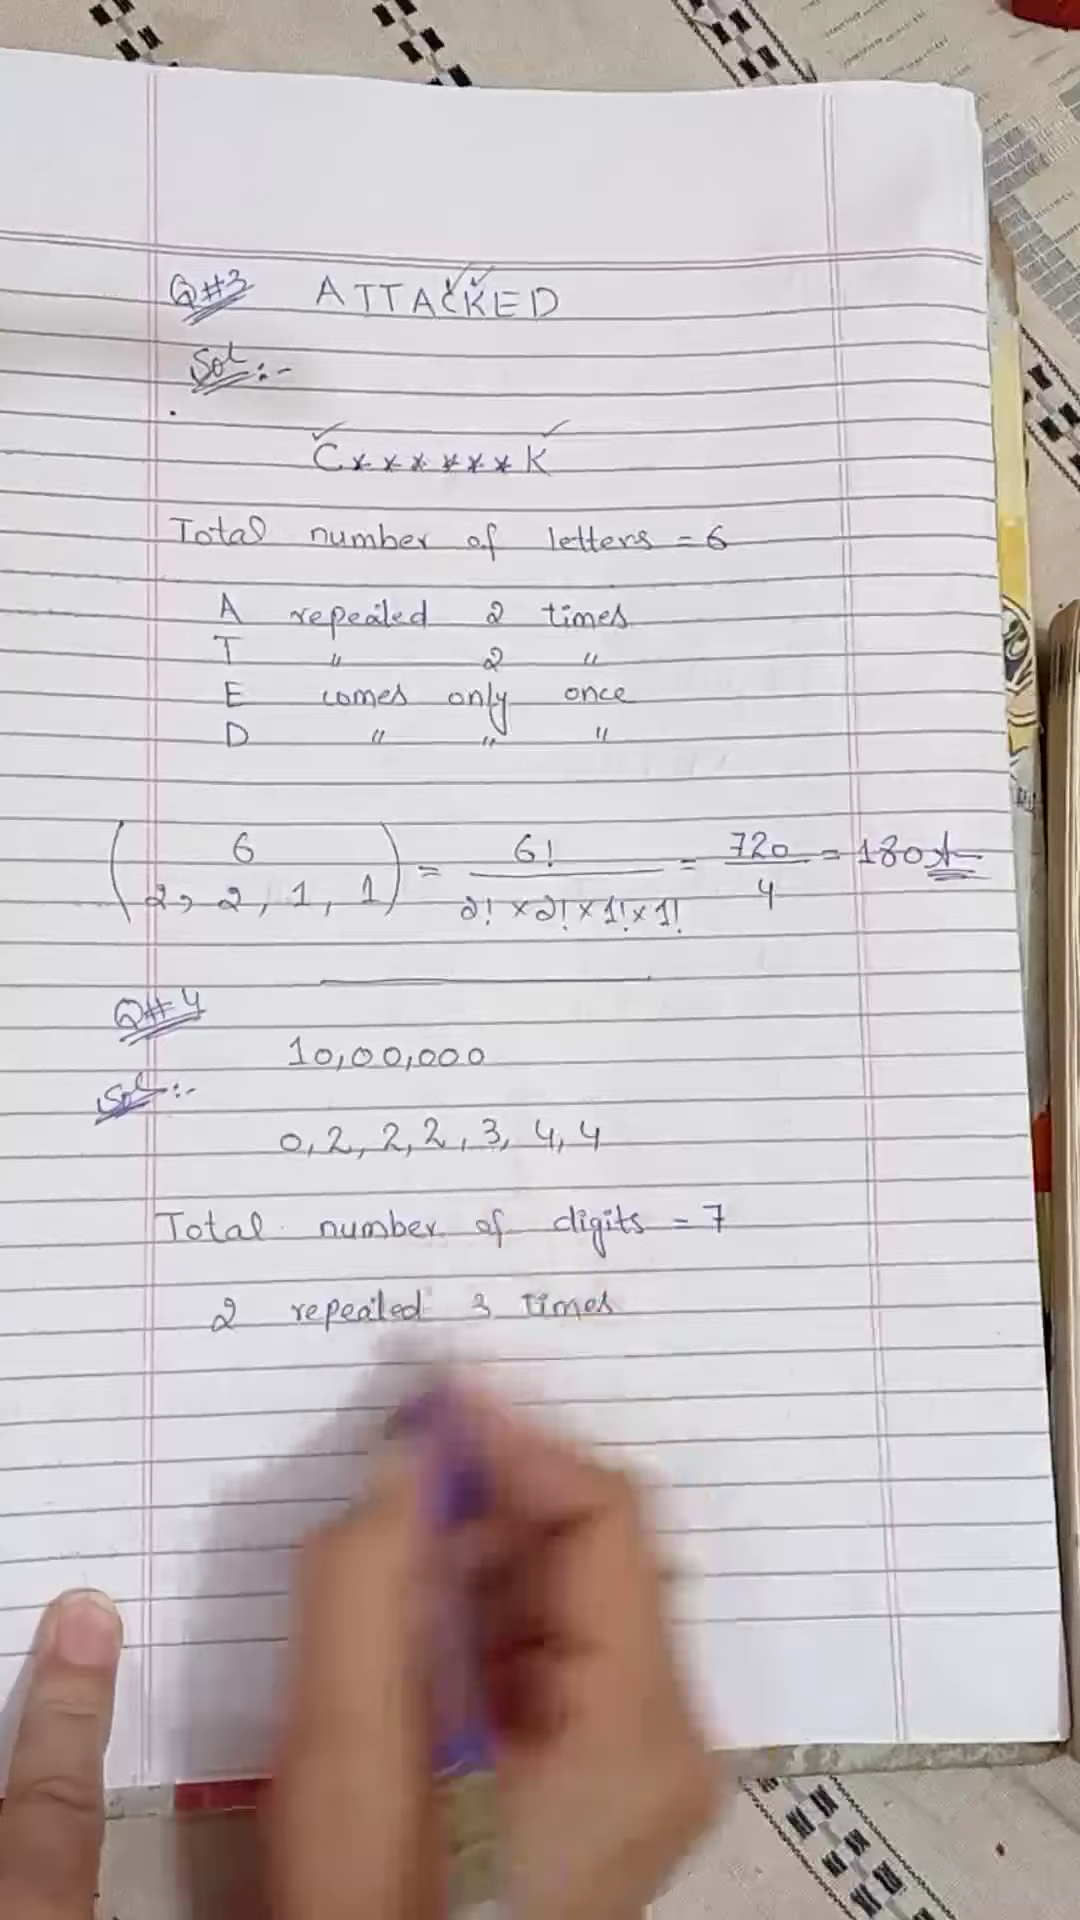 Q#3 ATTACKED
Sol:-
C******K
Total number of letters = 6
A repeated 2 times
T " 2 "
E comes only once
D " " "
(6 / 2, 2, 1, 1) = 6! / 2! × 2! × 1! × 1! = 720 / 4 = 180
Q#4
10,00,000
Sol:-
0,2,2,2,3,4,4
Total number of digits = 7
2 repeated 3 times